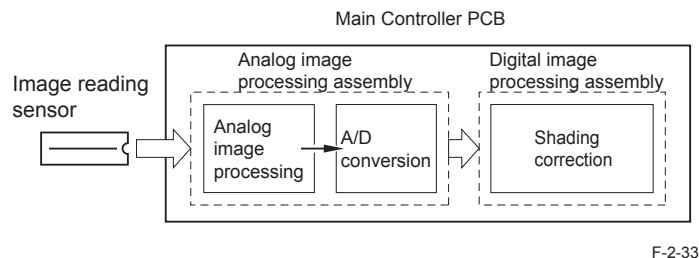 Main Controller PCB
Analog image
processing assembly
Digital image
processing assembly
Image reading
sensor
Analog
image
processing
A/D
conversion
Shading
correction
F-2-33